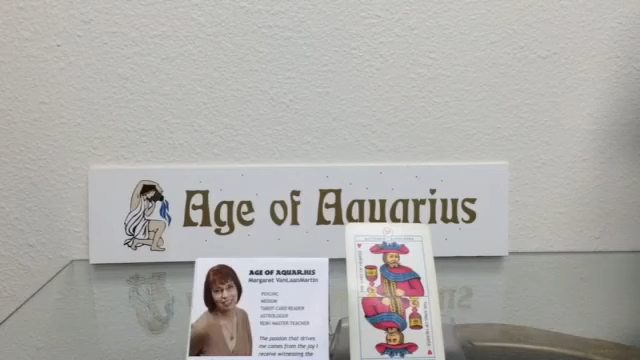 Age of Aquarius
AGE OF AQUARIUS
Margaret VanLaanMartin
PSYCHIC
MEDIUM
TAROT CARD READER
ASTROLOGER
REIKI MASTER TEACHER
The passion that drives
me comes from the joy I
receive witnessing the